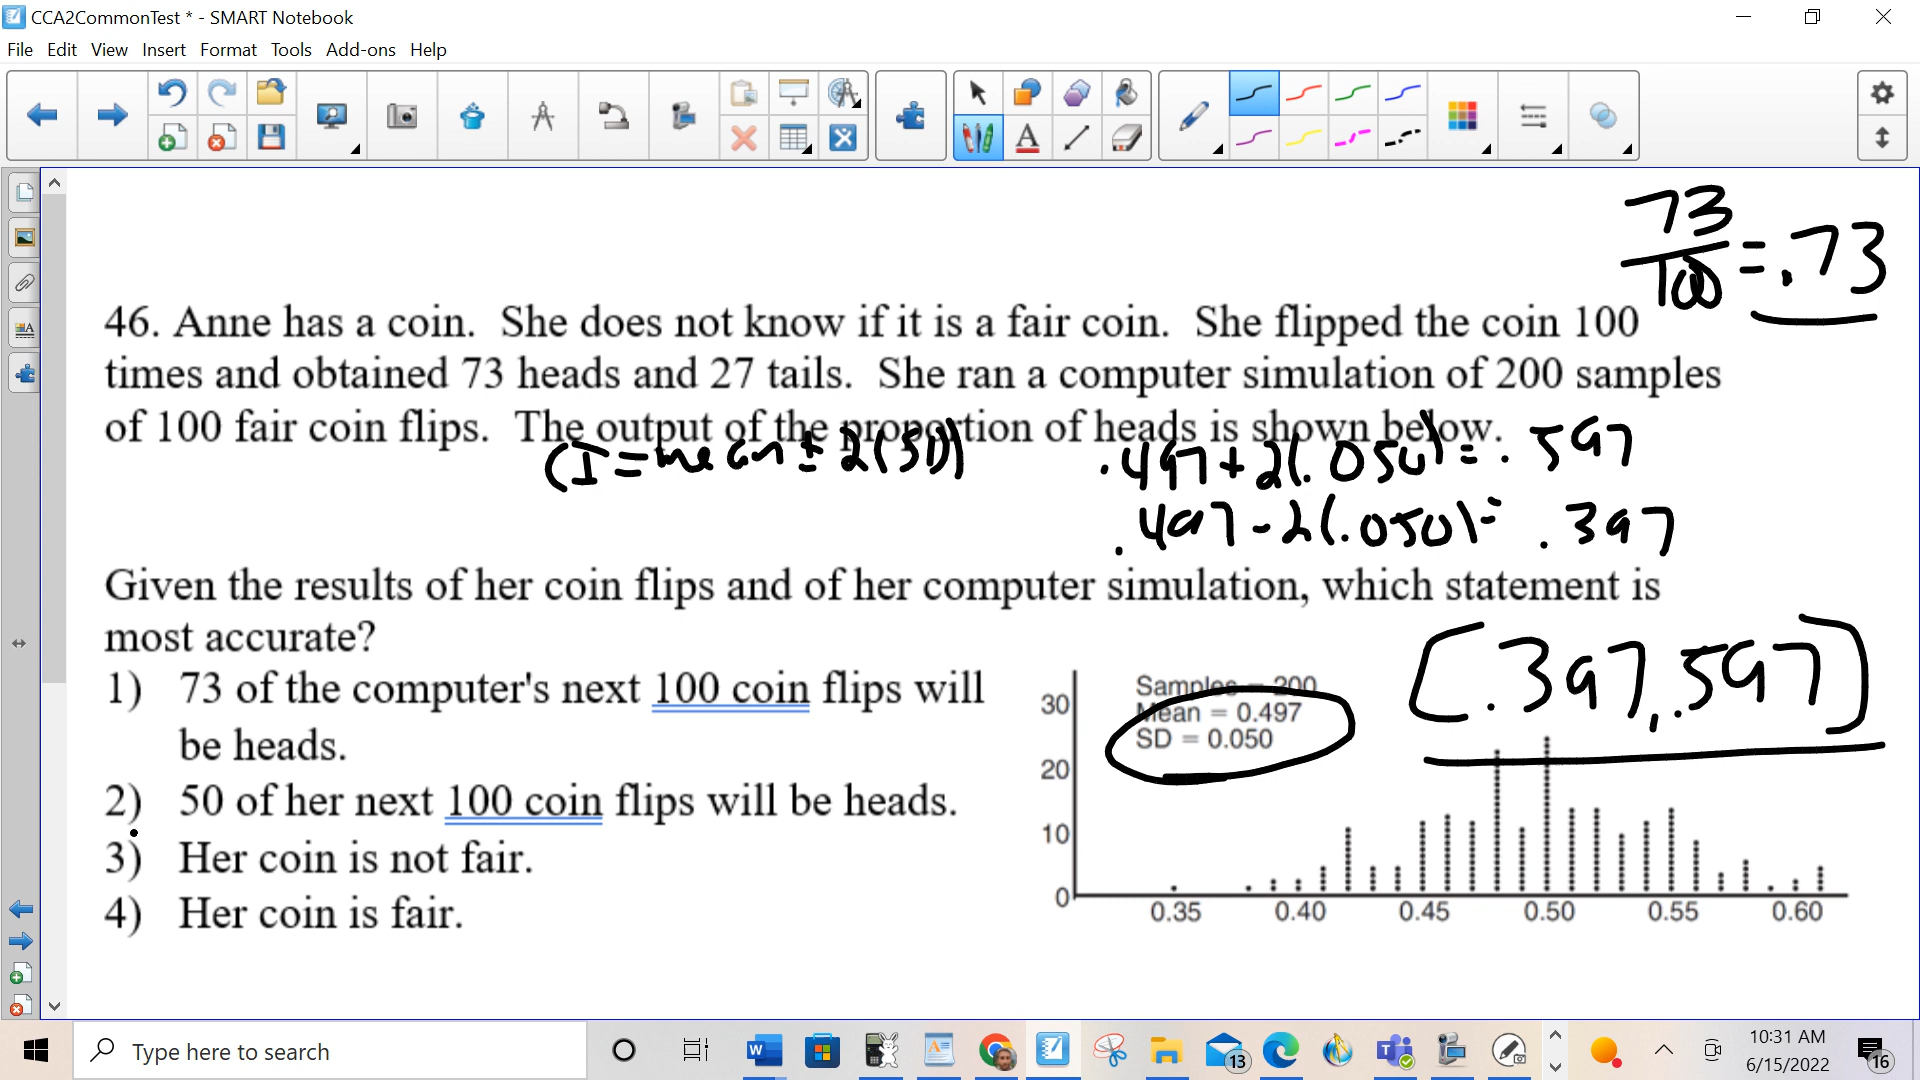 CCA2CommonTest * - SMART Notebook
File Edit View Insert Format Tools Add-ons Help
73
100
= .73
46. Anne has a coin. She does not know if it is a fair coin. She flipped the coin 100
times and obtained 73 heads and 27 tails. She ran a computer simulation of 200 samples
of 100 fair coin flips. The output of the proportion of heads is shown below.
CI = mean ± 2(SD)
.497 + 2(.050) = .597
.497 - 2(.050) = .397
Given the results of her coin flips and of her computer simulation, which statement is
most accurate?
1) 73 of the computer's next 100 coin flips will
be heads.
2) 50 of her next 100 coin flips will be heads.
3) Her coin is not fair.
4) Her coin is fair.
[.397, .597]
Samples = 200
Mean = 0.497
SD = 0.050
30
20
10
0
0.35 0.40 0.45 0.50 0.55 0.60
Type here to search
13
10:31 AM
6/15/2022
16